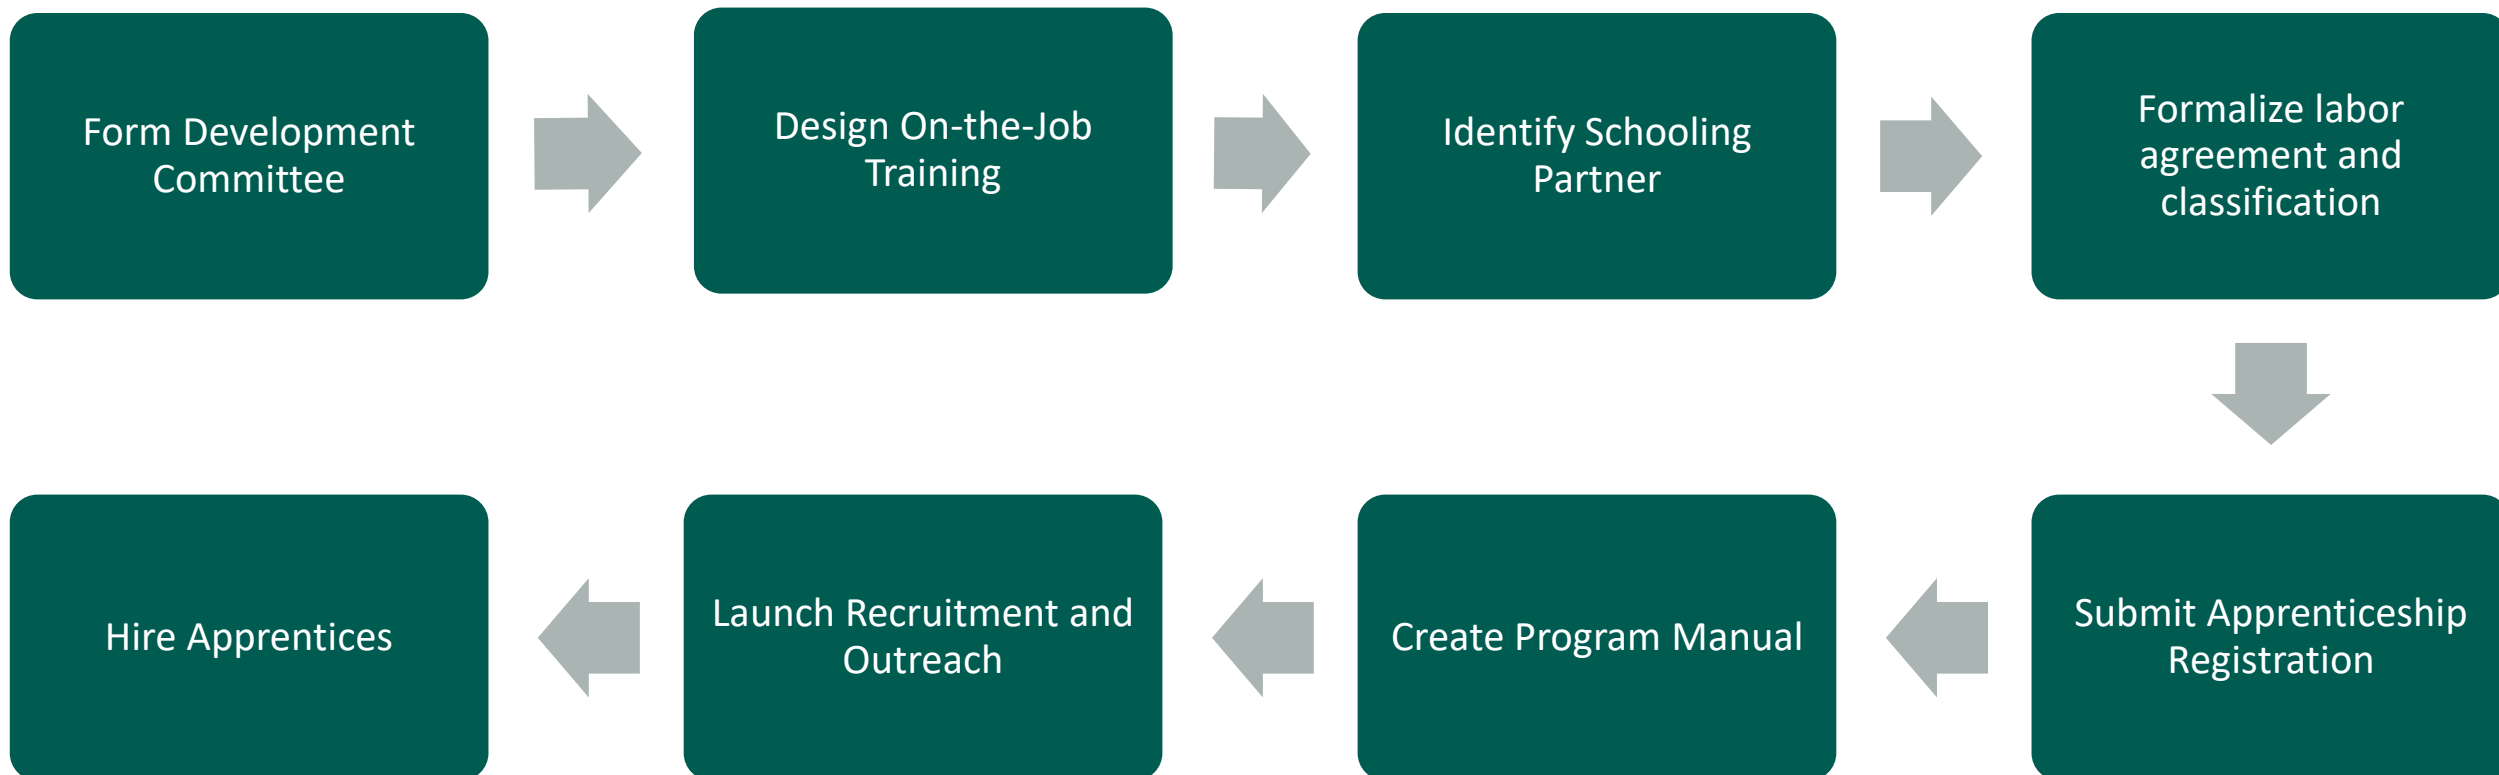 Form Development
Committee
Design On-the-Job
Training
Identify Schooling
Partner
Formalize labor
agreement and
classification
Submit Apprenticeship
Registration
Create Program Manual
Launch Recruitment and
Outreach
Hire Apprentices